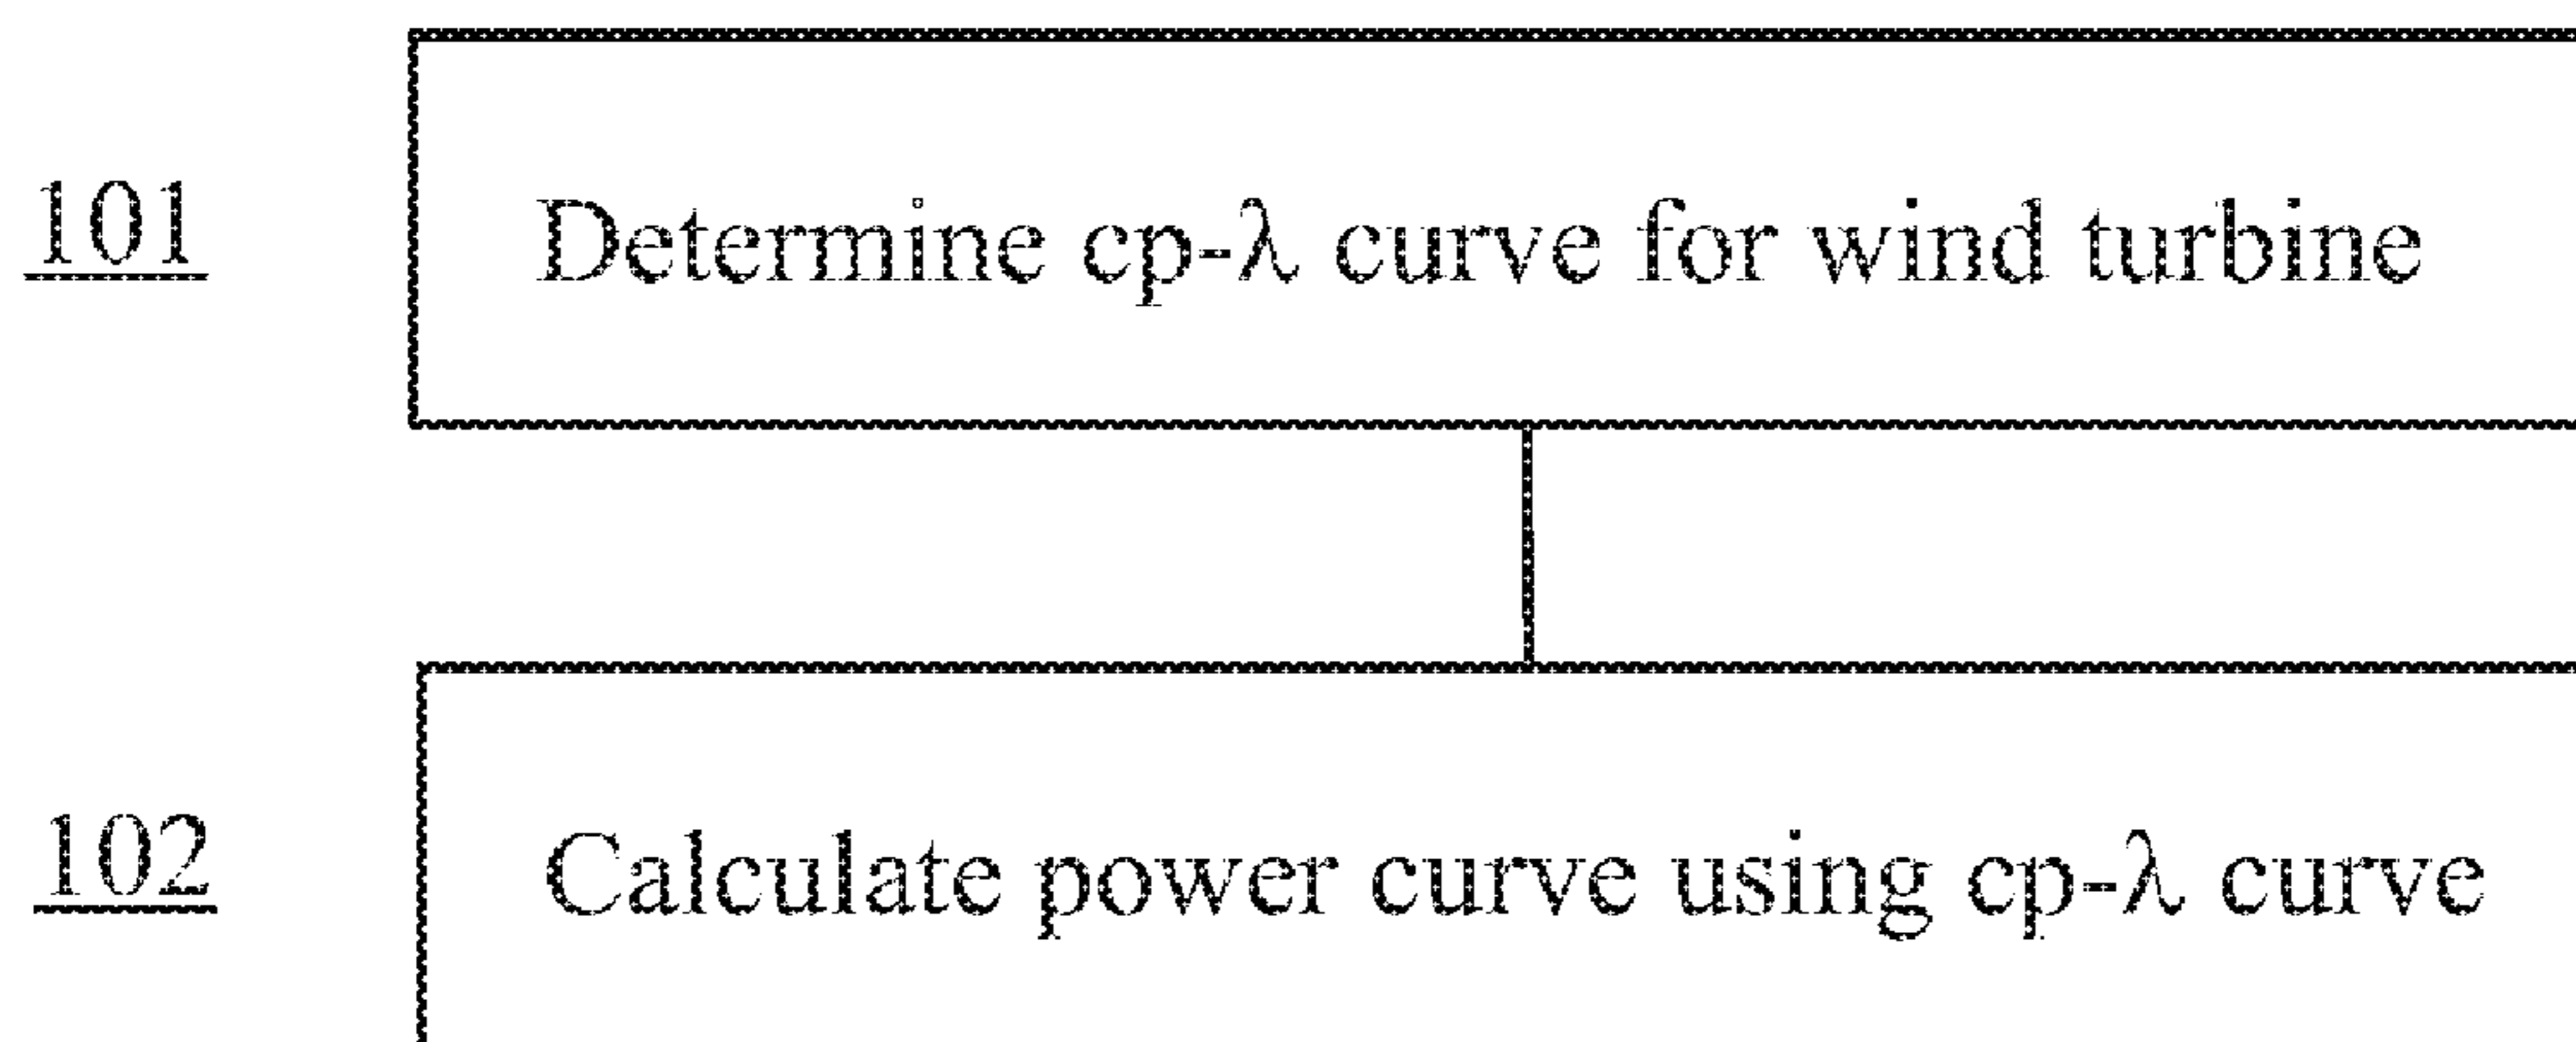 101 Determine cp-λ curve for wind turbine
102 Calculate power curve using cp-λ curve